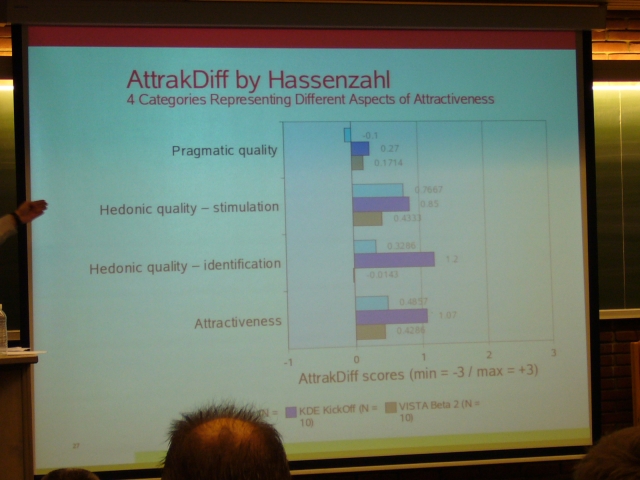 AttrakDiff by Hassenzahl
4 Categories Representing Different Aspects of Attractiveness
Pragmatic quality
-0.1
0.27
0.1714
Hedonic quality – stimulation
0.7667
0.85
0.4333
Hedonic quality – identification
0.3286
1.2
-0.0143
Attractiveness
0.4857
1.07
0.4286
-1 0 1 2 3
AttrakDiff scores (min = -3 / max = +3)
KDE KickOff (N = VISTA Beta 2 (N =
10) 10)
27